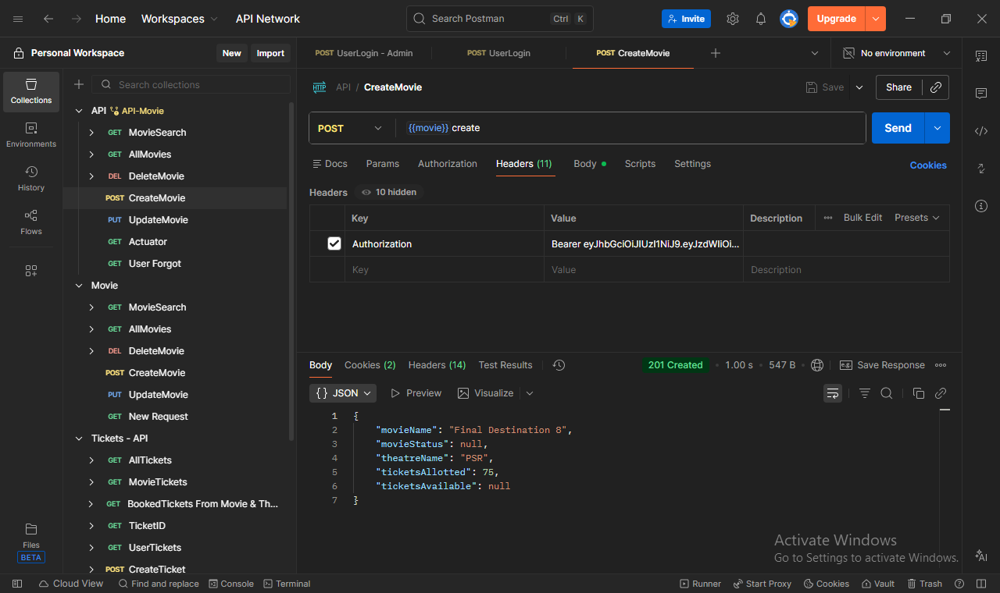 Home Workspaces API Network Search Postman Ctrl K Invite Upgrade
Personal Workspace New Import POST UserLogin - Admin POST UserLogin POST CreateMovie No environment
Search collections
Collections
Environments
History
Flows
Files
BETA
API API-Movie
GET MovieSearch
GET AllMovies
DEL DeleteMovie
POST CreateMovie
PUT UpdateMovie
GET Actuator
GET User Forgot
Movie
GET MovieSearch
GET AllMovies
DEL DeleteMovie
POST CreateMovie
PUT UpdateMovie
GET New Request
Tickets - API
GET AllTickets
GET MovieTickets
GET BookedTickets From Movie & Th...
GET TicketID
GET UserTickets
POST CreateTicket
HTTP API / CreateMovie Save Share
POST {{movie}} create Send
Docs Params Authorization Headers (11) Body Scripts Settings Cookies
Headers 10 hidden
Key Value Description Bulk Edit Presets
Authorization Bearer eyJhbGciOiJIUzI1NiJ9.eyJzdWIiOi...
Key Value Description
Body Cookies (2) Headers (14) Test Results 201 Created 1.00 s 547 B e.g. Save Response
{} JSON Preview Visualize
1 {
2 "movieName": "Final Destination 8",
3 "movieStatus": null,
4 "theatreName": "PSR",
5 "ticketsAllotted": 75,
6 "ticketsAvailable": null
7 }
Activate Windows
Go to Settings to activate Windows.
AI
Cloud View Find and replace Console Terminal Runner Start Proxy Cookies Vault Trash